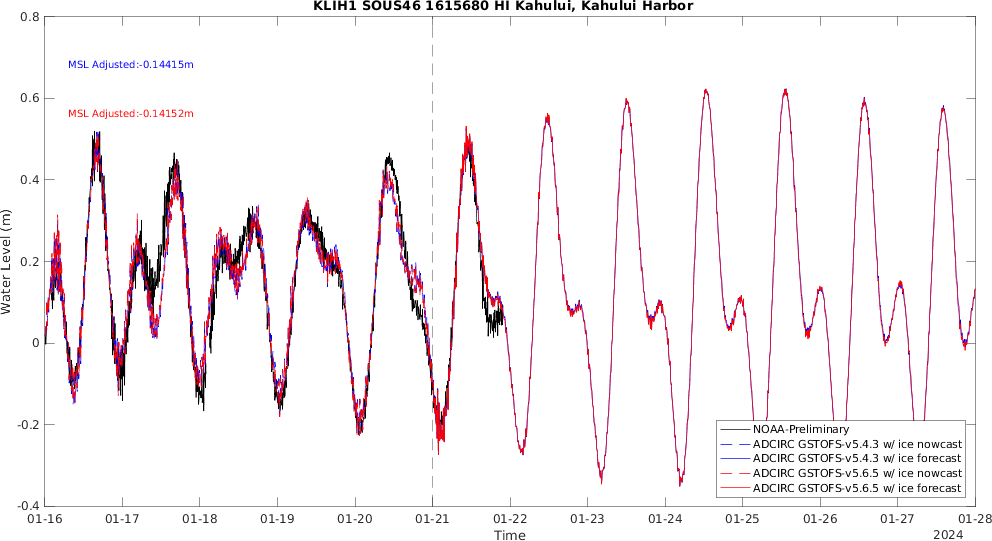 KLIH1 SOUS46 1615680 HI Kahului, Kahului Harbor
0.8
MSL Adjusted:-0.14415m
0.6
MSL Adjusted:-0.14152m
0.4
0.2
0
-0.2
-0.4
Water Level (m)
NOAA-Preliminary
ADCIRC GSTOFS-v5.4.3 w/ ice nowcast
ADCIRC GSTOFS-v5.4.3 w/ ice forecast
ADCIRC GSTOFS-v5.6.5 w/ ice nowcast
ADCIRC GSTOFS-v5.6.5 w/ ice forecast
01-16 01-17 01-18 01-19 01-20 01-21 01-22 01-23 01-24 01-25 01-26 01-27 01-28
Time
2024